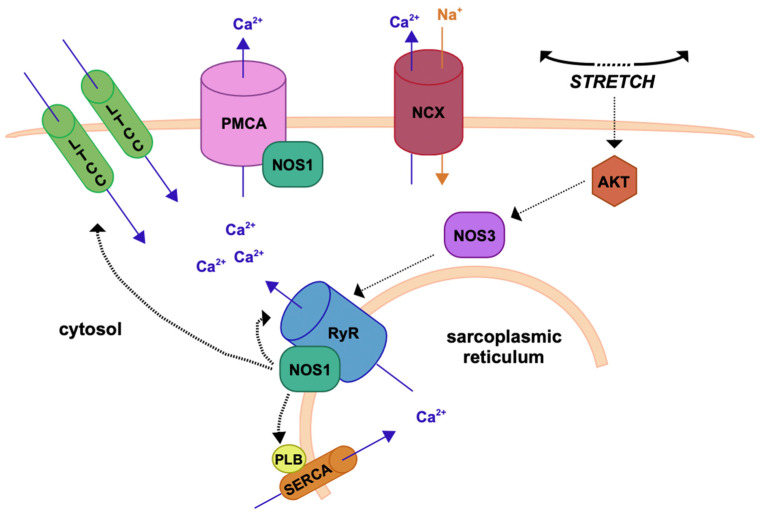 Ca²⁺
Ca²⁺
Na⁺
STRETCH
LTCC
LTCC
PMCA
NCX
NOS1
AKT
NOS3
Ca²⁺
Ca²⁺
Ca²⁺
cytosol
RyR
sarcoplasmic
reticulum
NOS1
Ca²⁺
PLB
SERCA